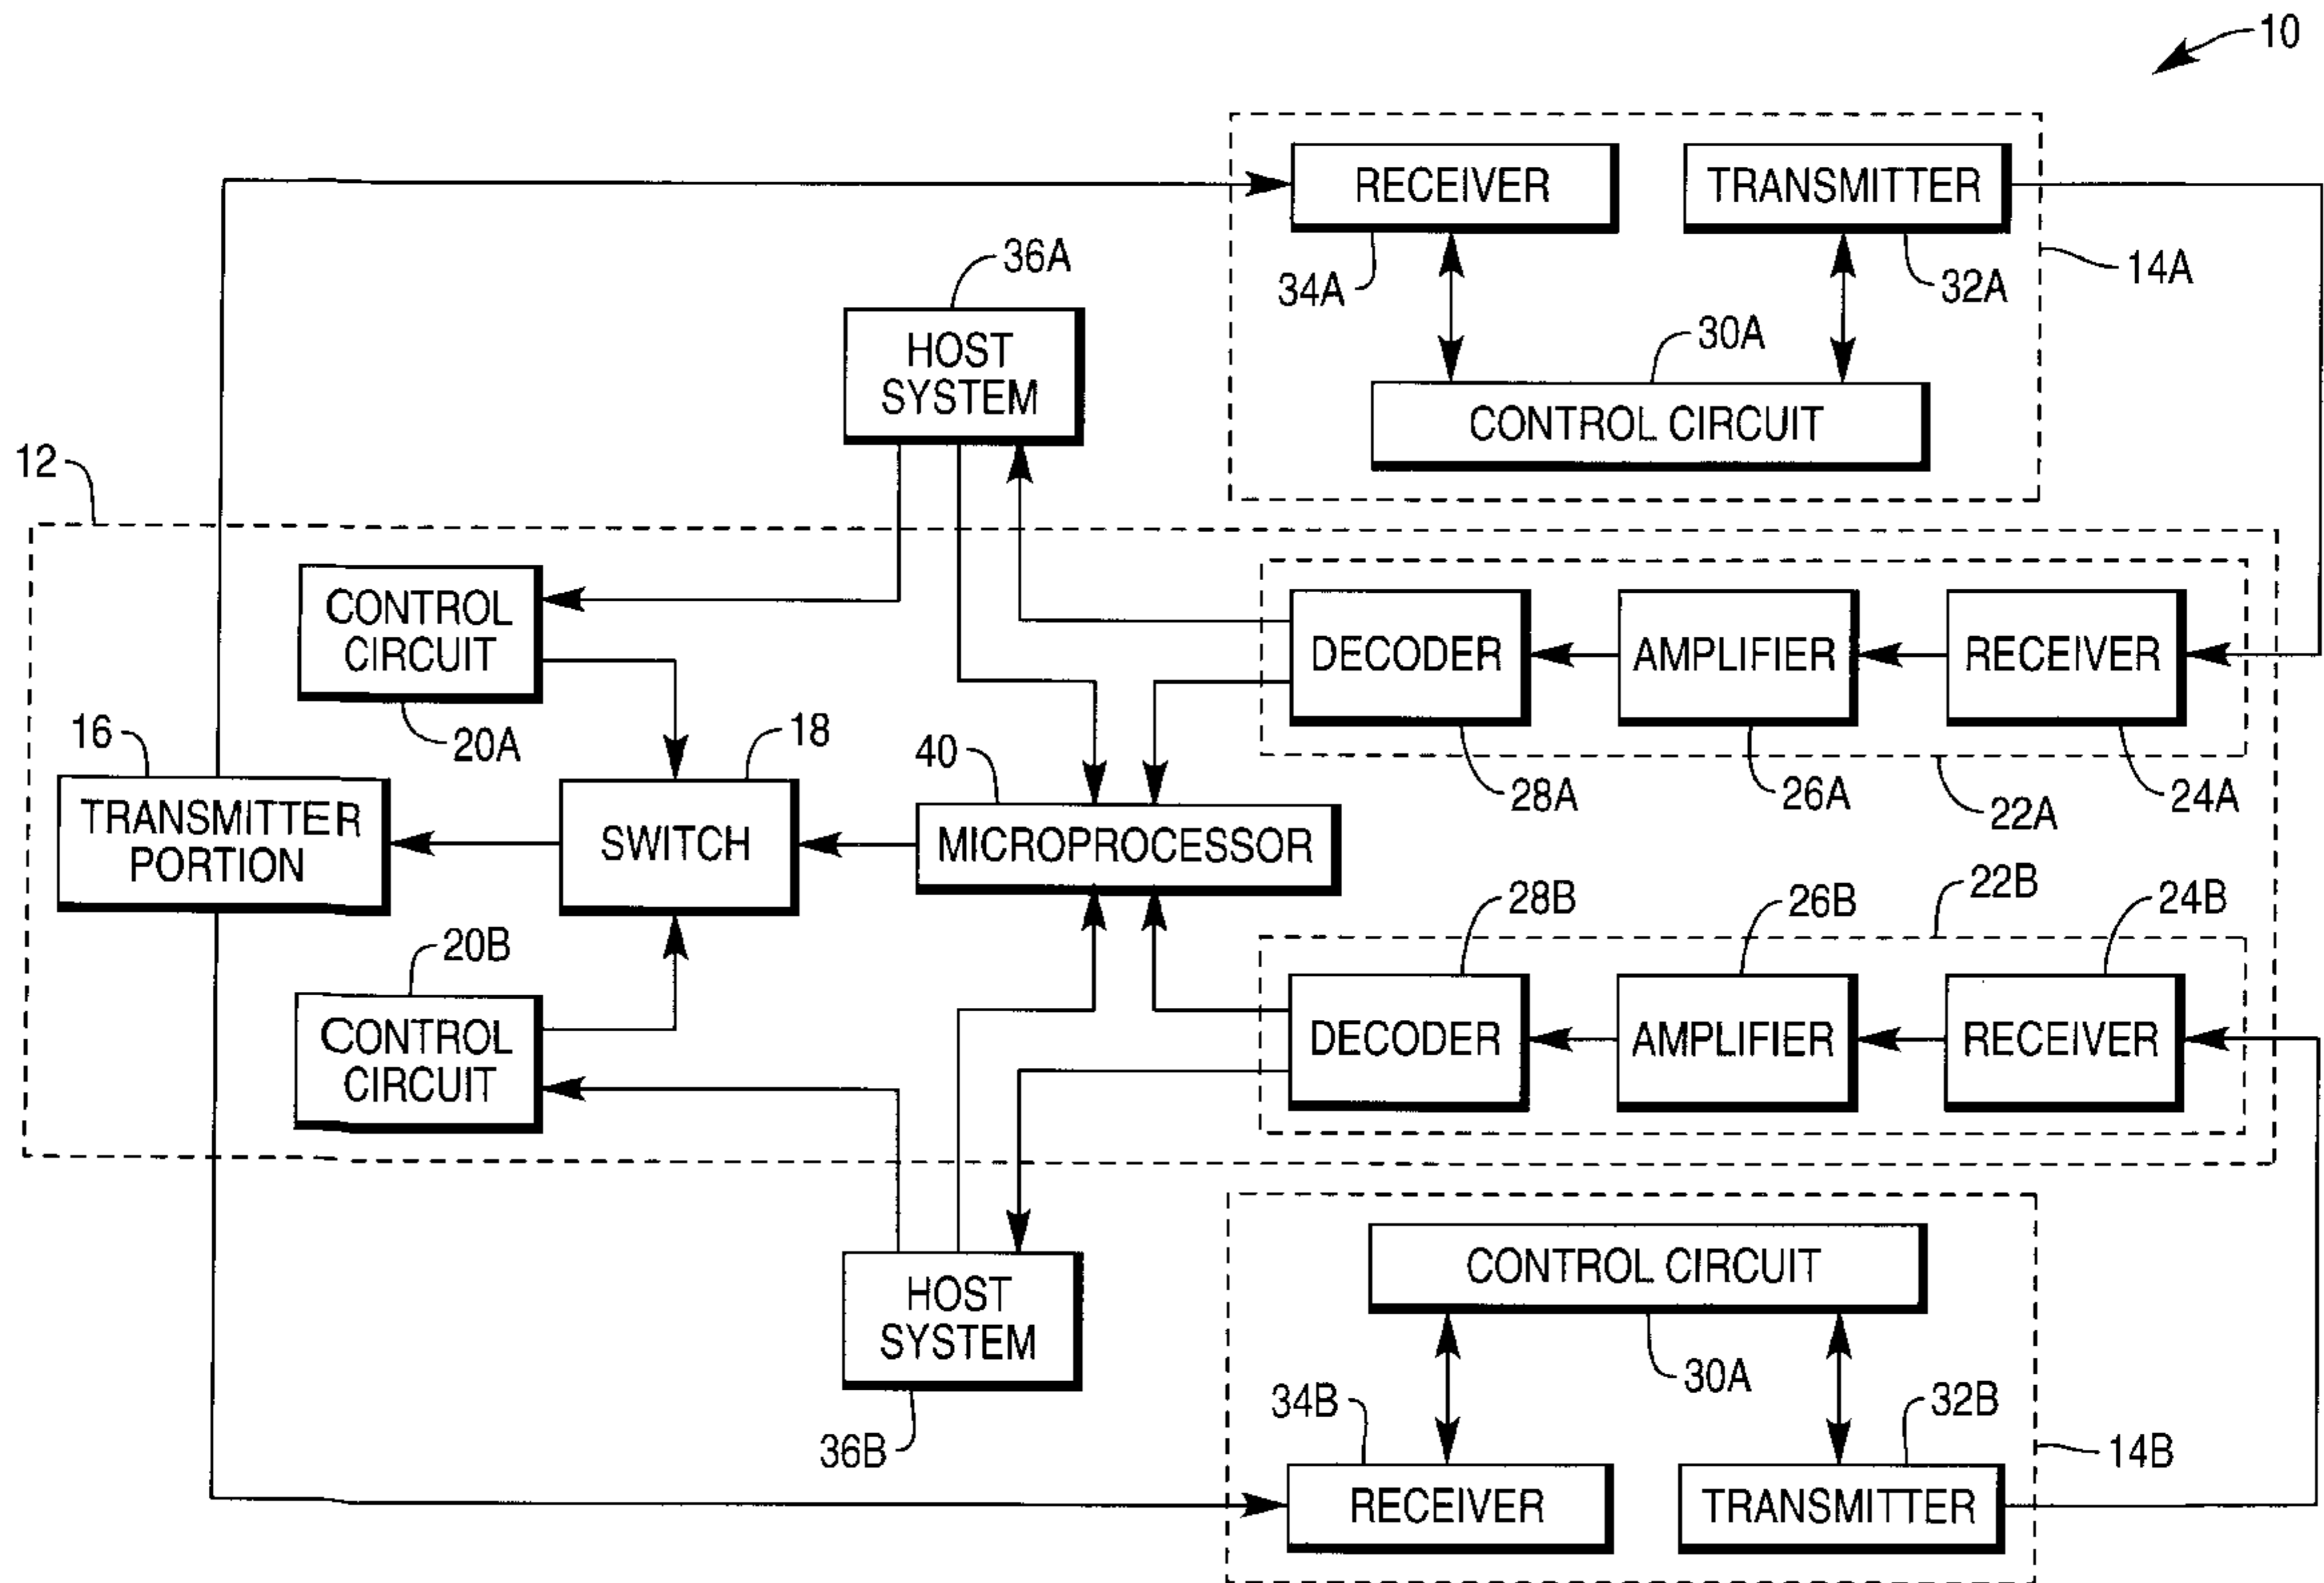 10
RECEIVER
TRANSMITTER
36A
34A
32A
14A
30A
HOST
SYSTEM
CONTROL CIRCUIT
12
CONTROL
CIRCUIT
DECODER
AMPLIFIER
RECEIVER
16
20A
18
40
28A
26A
22A
24A
TRANSMITTER
PORTION
SWITCH
MICROPROCESSOR
20B
28B
26B
22B
24B
CONTROL
CIRCUIT
DECODER
AMPLIFIER
RECEIVER
HOST
SYSTEM
CONTROL CIRCUIT
36B
34B
30A
32B
14B
RECEIVER
TRANSMITTER